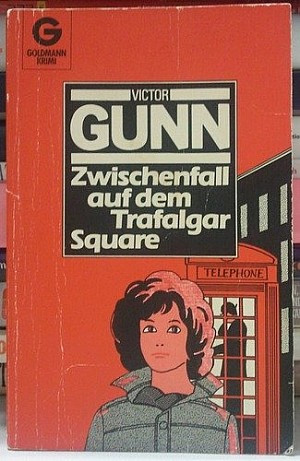 G
GOLDMANN
KRIMI
VICTOR
GUNN
Zwischenfall
auf dem
Trafalgar
Square
TELEPHONE